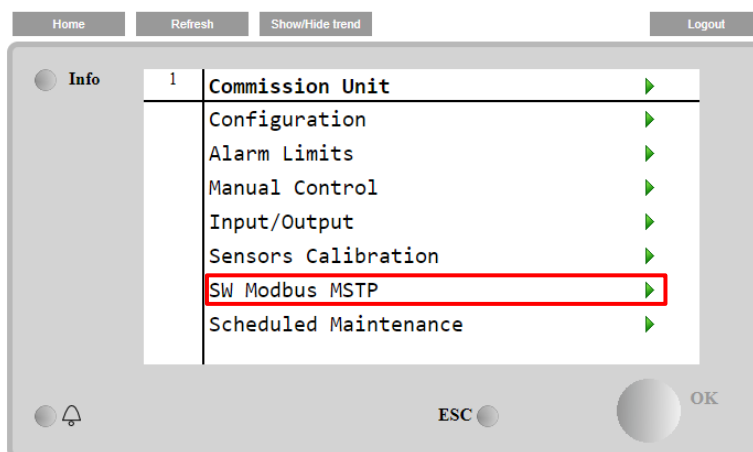 Home Refresh Show/Hide trend Logout
Info
1 Commission Unit
Configuration
Alarm Limits
Manual Control
Input/Output
Sensors Calibration
SW Modbus MSTP
Scheduled Maintenance
ESC OK